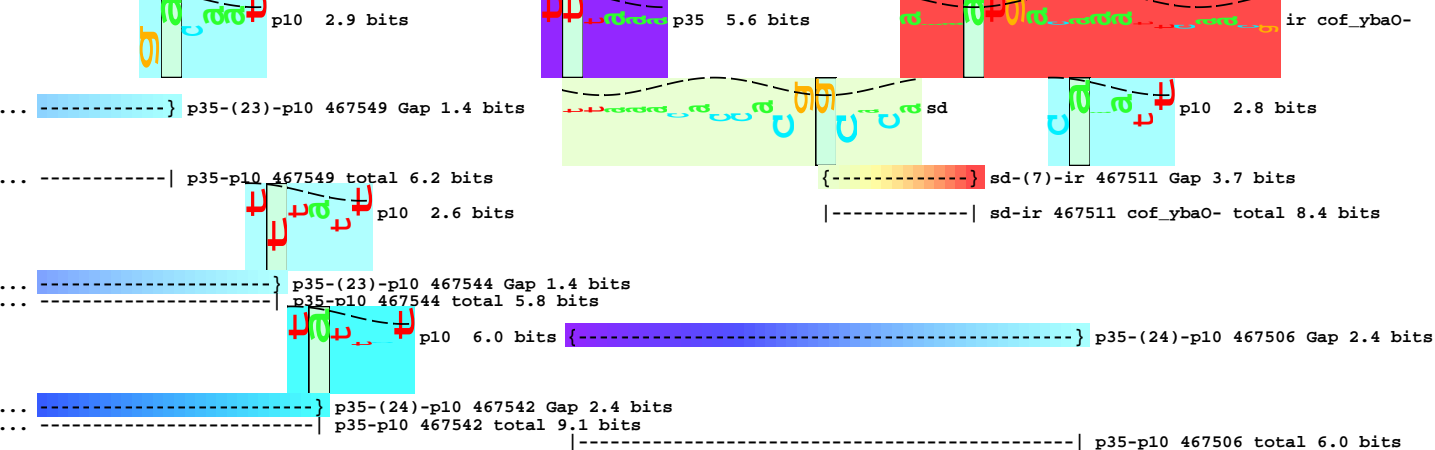 p10 2.9 bits
p35 5.6 bits
ir cof_ybaO-
... ------------} p35-(23)-p10 467549 Gap 1.4 bits
sd
p10 2.8 bits
... ------------| p35-p10 467549 total 6.2 bits
{-------------} sd-(7)-ir 467511 Gap 3.7 bits
p10 2.6 bits
|-------------| sd-ir 467511 cof_ybaO- total 8.4 bits
... ----------------------} p35-(23)-p10 467544 Gap 1.4 bits
... ----------------------| p35-p10 467544 total 5.8 bits
p10 6.0 bits
{-----------------------------------------------} p35-(24)-p10 467506 Gap 2.4 bits
... --------------------------} p35-(24)-p10 467542 Gap 2.4 bits
... --------------------------| p35-p10 467542 total 9.1 bits
|-----------------------------------------------| p35-p10 467506 total 6.0 bits